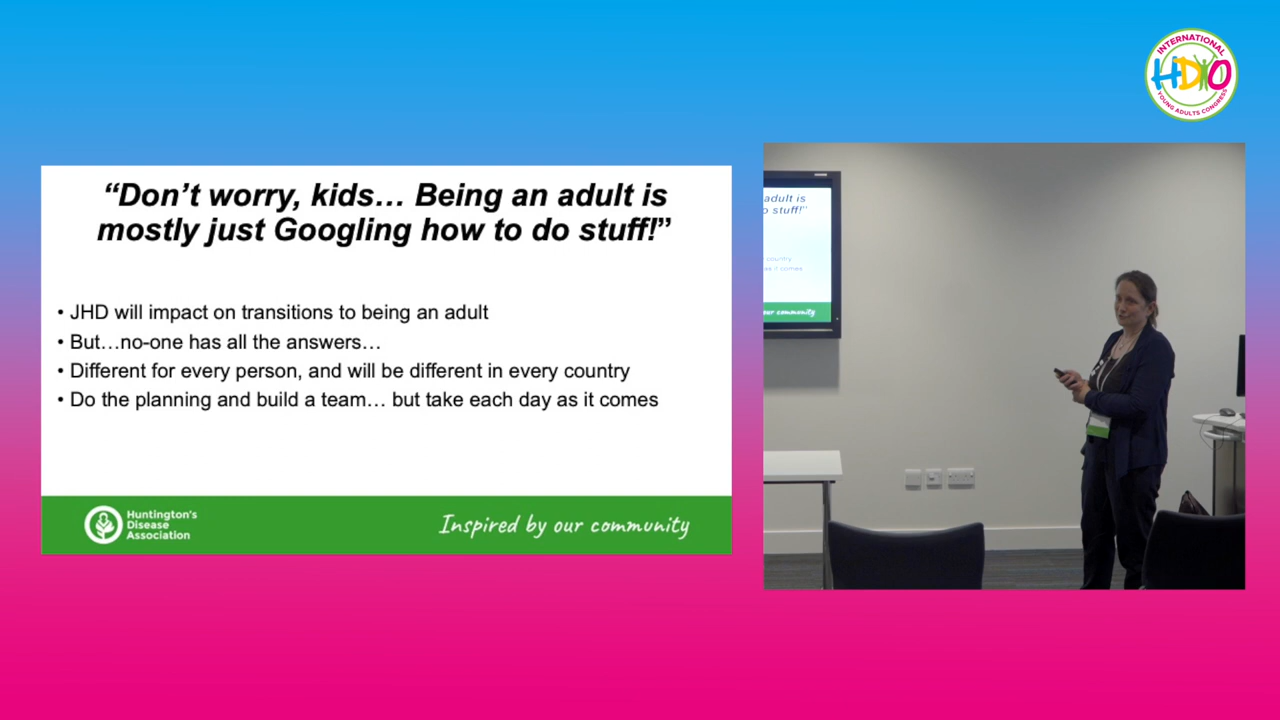 INTERNATIONAL
HDYO
YOUNG ADULTS CONGRESS
“Don’t worry, kids… Being an adult is
mostly just Googling how to do stuff!”
• JHD will impact on transitions to being an adult
• But…no-one has all the answers…
• Different for every person, and will be different in every country
• Do the planning and build a team… but take each day as it comes
Huntington's
Disease
Association
Inspired by our community
adult is
o stuff!”
country
as it comes
our community